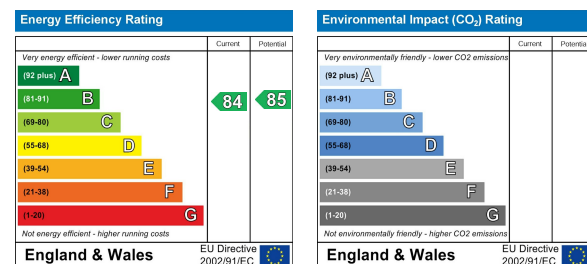 Energy Efficiency Rating
Current Potential
Very energy efficient - lower running costs
(92 plus) A
(81-91) B
84 85
(69-80) C
(55-68) D
(39-54) E
(21-38) F
(1-20) G
Not energy efficient - higher running costs
England & Wales
EU Directive
2002/91/EC
Environmental Impact (CO₂) Rating
Current Potential
Very environmentally friendly - lower CO2 emissions
(92 plus) A
(81-91) B
(69-80) C
(55-68) D
(39-54) E
(21-38) F
(1-20) G
Not environmentally friendly - higher CO2 emissions
England & Wales
EU Directive
2002/91/EC